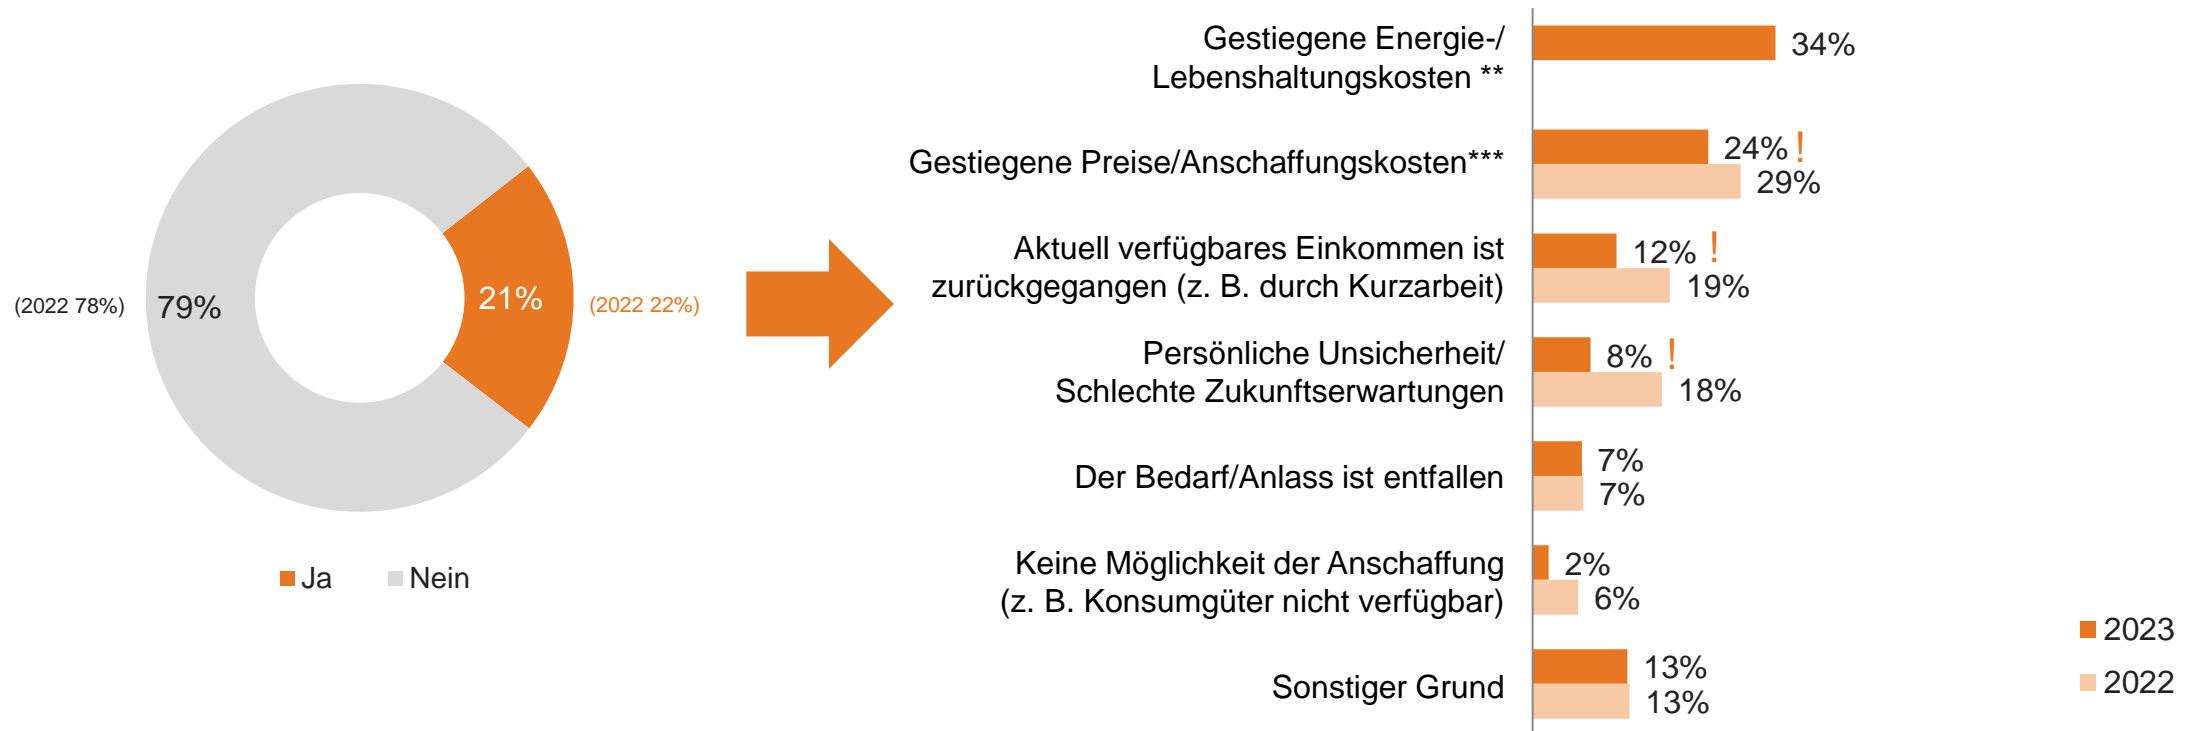 (2022 78%)
79%
21%
(2022 22%)
Ja
Nein
Gestiegene Energie-/
Lebenshaltungskosten **
34%
Gestiegene Preise/Anschaffungskosten***
24% !
29%
Aktuell verfügbares Einkommen ist
zurückgegangen (z. B. durch Kurzarbeit)
12% !
19%
Persönliche Unsicherheit/
Schlechte Zukunftserwartungen
8% !
18%
Der Bedarf/Anlass ist entfallen
7%
7%
Keine Möglichkeit der Anschaffung
(z. B. Konsumgüter nicht verfügbar)
2%
6%
Sonstiger Grund
13%
13%
2023
2022